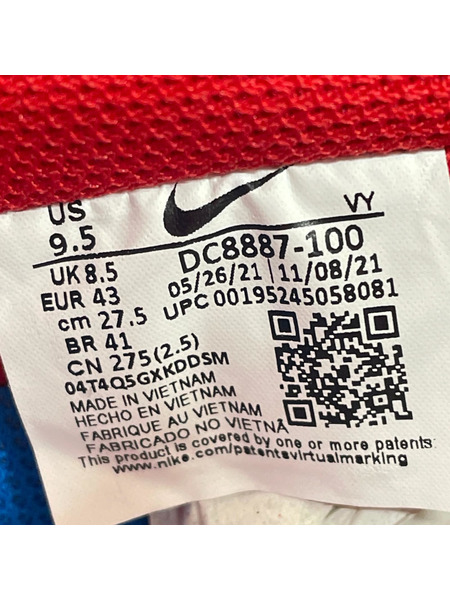 US
9.5
VY
UK 8.5
EUR 43
cm 27.5
BR 41
CN 275(2.5)
DC8887-100
05/26/21 | 11/08/21
UPC 00195245058081
04T4Q5GXKDDSM
MADE IN VIETNAM
HECHO EN VIETNAM
FABRIQUE AU VIETNAM
FABRICADO NO VIETNÃ
This product is covered by one or more patents:
www.nike.com/patentsvirtualmarking